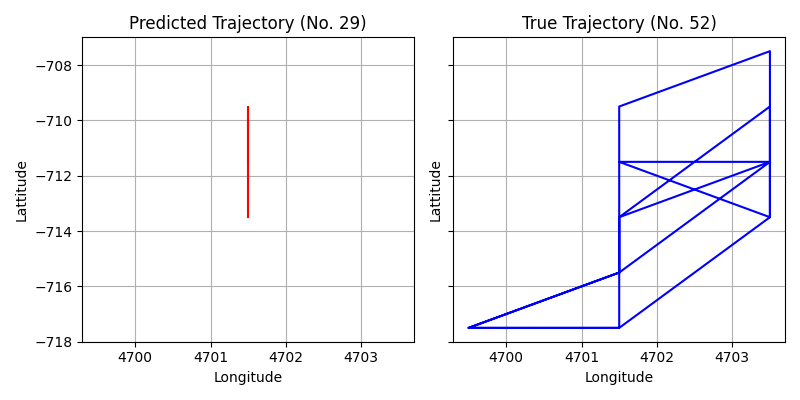 Predicted Trajectory (No. 29)
True Trajectory (No. 52)
Lattitude
−708
−710
−712
−714
−716
−718
4700
4701
4702
4703
Longitude
Lattitude
4700
4701
4702
4703
Longitude